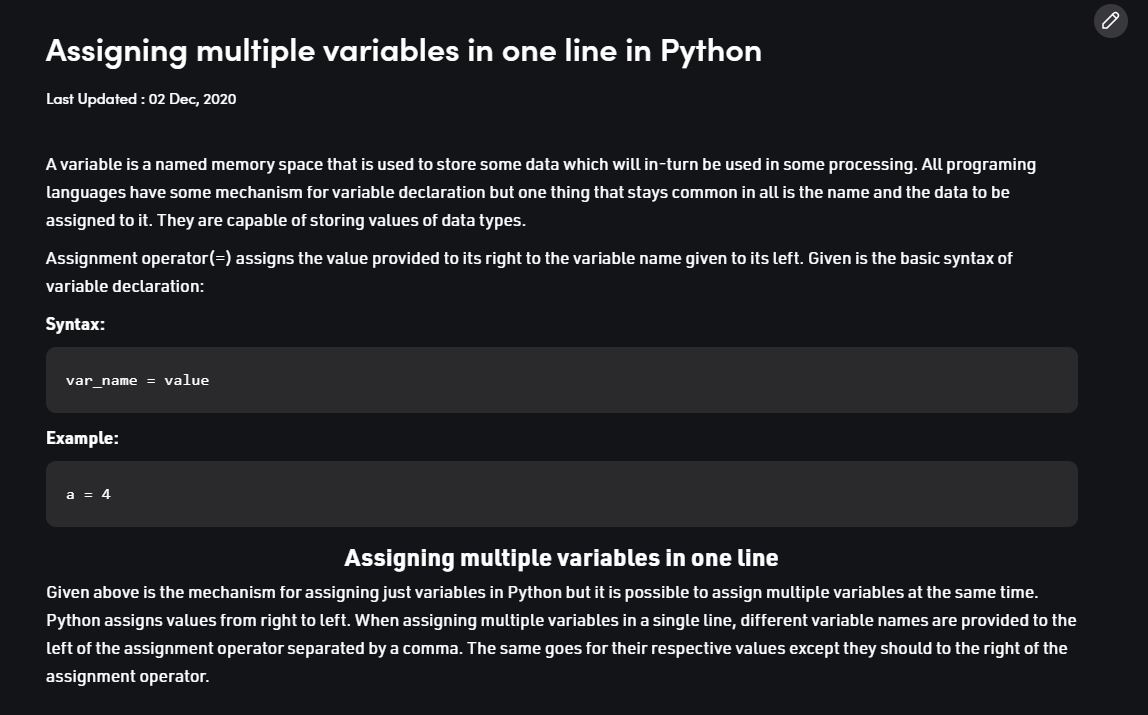 Assigning multiple variables in one line in Python
Last Updated : 02 Dec, 2020
A variable is a named memory space that is used to store some data which will in-turn be used in some processing. All programing
languages have some mechanism for variable declaration but one thing that stays common in all is the name and the data to be
assigned to it. They are capable of storing values of data types.
Assignment operator(=) assigns the value provided to its right to the variable name given to its left. Given is the basic syntax of
variable declaration:
Syntax:
var_name = value
Example:
a = 4
Assigning multiple variables in one line
Given above is the mechanism for assigning just variables in Python but it is possible to assign multiple variables at the same time.
Python assigns values from right to left. When assigning multiple variables in a single line, different variable names are provided to the
left of the assignment operator separated by a comma. The same goes for their respective values except they should to the right of the
assignment operator.